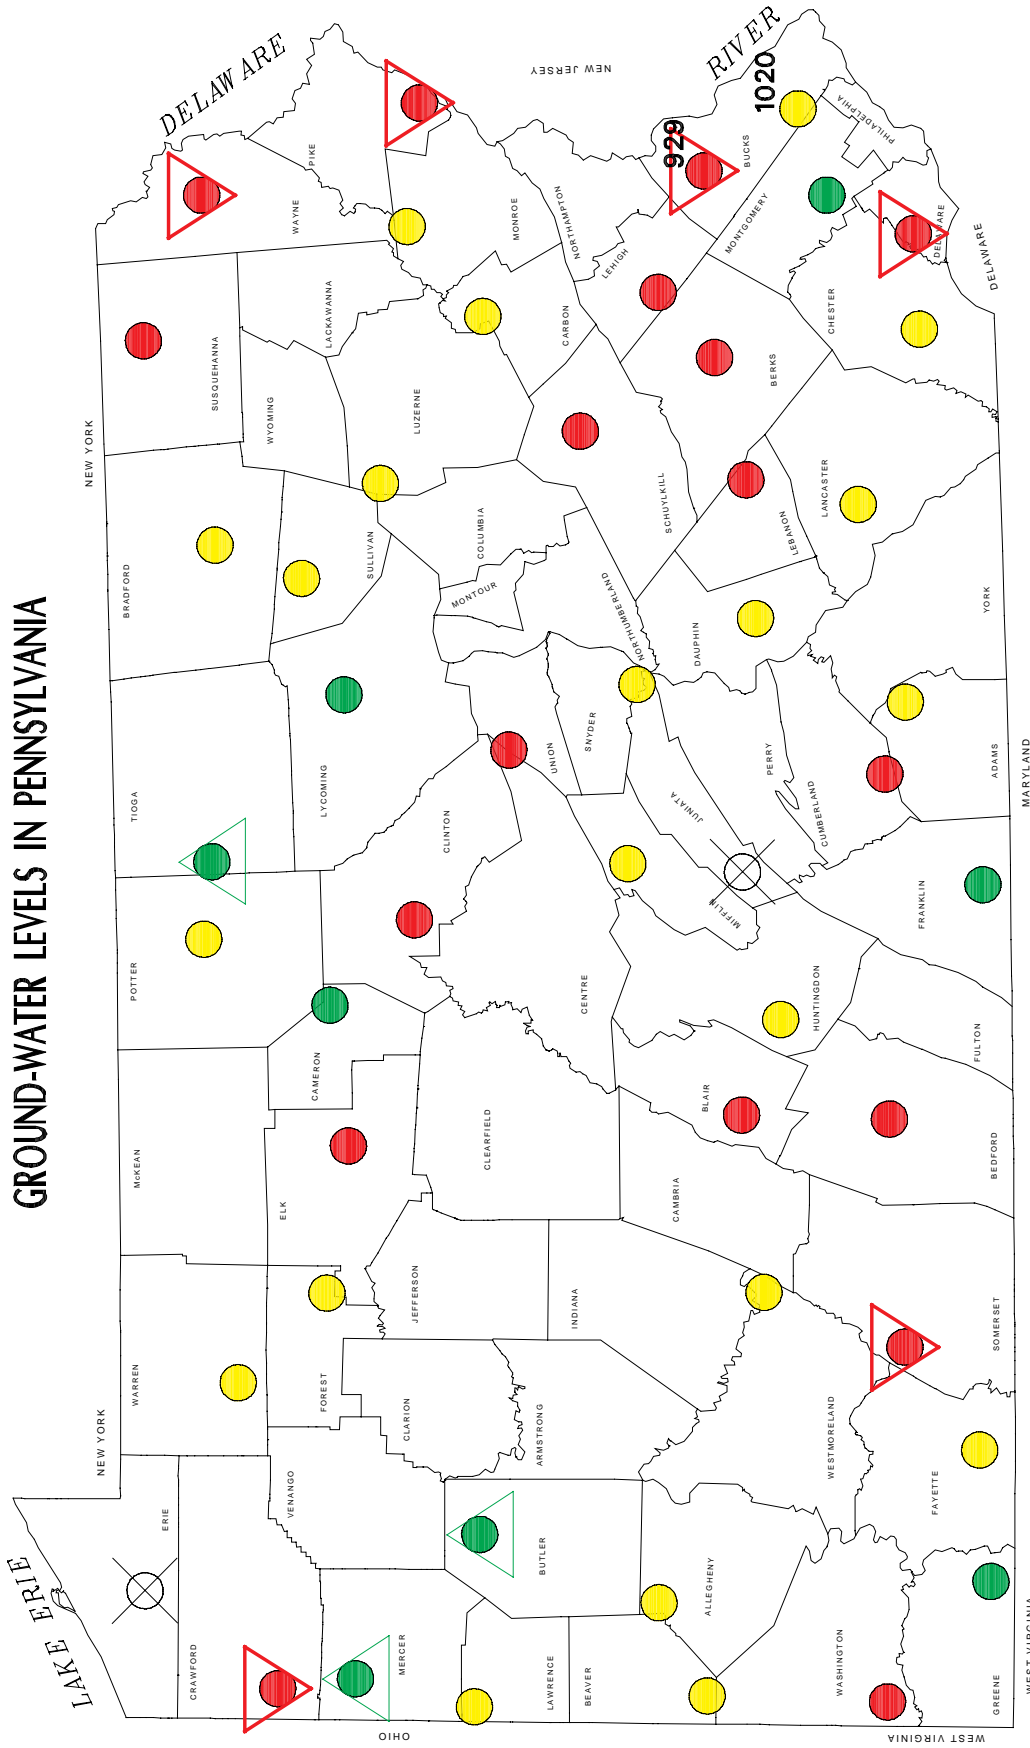 GROUND-WATER LEVELS IN PENNSYLVANIA
LAKE ERIE
NEW YORK
NEW YORK
DELAWARE
RIVER
NEW JERSEY
ERIE
WARREN
McKEAN
POTTER
TIOGA
BRADFORD
SUSQUEHANNA
WAYNE
PIKE
CRAWFORD
VENANGO
FOREST
ELK
CAMERON
LYCOMING
SULLIVAN
WYOMING
LACKAWANNA
LUZERNE
MONROE
MERCER
CLARION
JEFFERSON
CLEARFIELD
CLINTON
MONTOUR
COLUMBIA
CARBON
NORTHAMPTON
LEHIGH
LAWRENCE
BUTLER
ARMSTRONG
INDIANA
CENTRE
UNION
SNYDER
NORTHUMBERLAND
SCHUYLKILL
929
1020
BEAVER
ALLEGHENY
CAMBRIA
BLAIR
MIFFLIN
JUNIATA
PERRY
DAUPHIN
LEBANON
BERKS
MONTGOMERY
BUCKS
PHILADELPHIA
WASHINGTON
WESTMORELAND
HUNTINGDON
CUMBERLAND
LANCASTER
CHESTER
DELAWARE
GREENE
FAYETTE
SOMERSET
BEDFORD
FULTON
FRANKLIN
ADAMS
YORK
DELAWARE
OHIO
WEST VIRGINIA
WEST VIRGINIA
MARYLAND